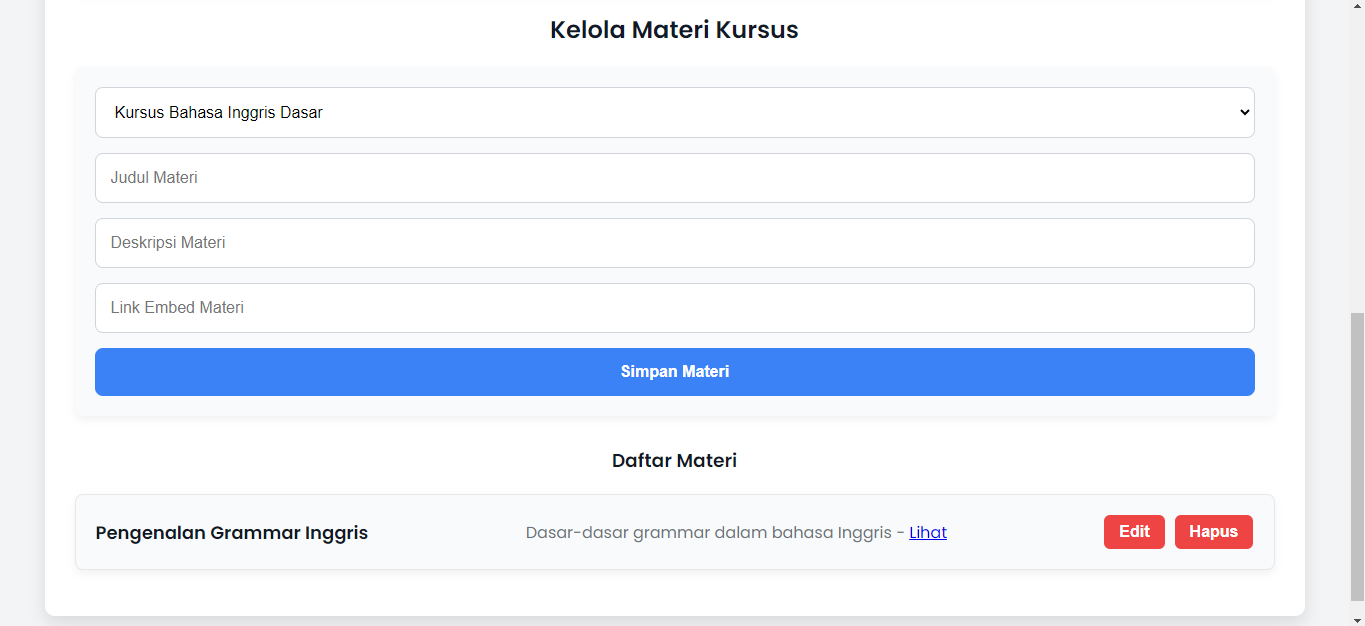 Kelola Materi Kursus
Kursus Bahasa Inggris Dasar
Judul Materi
Deskripsi Materi
Link Embed Materi
Simpan Materi
Daftar Materi
Pengenalan Grammar Inggris Dasar-dasar grammar dalam bahasa Inggris - Lihat Edit Hapus